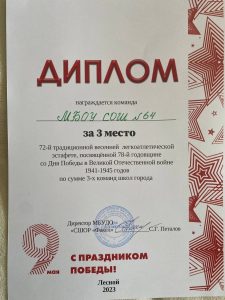 ДИПЛОМ
награждается команда
МБОУ СОШ №64
за 3 место
72-й традиционной весенней легкоатлетической
эстафете, посвящённой 78-й годовщине
со Дня Победы в Великой Отечественной войне
1941-1945 годов
по сумме 3-х команд школ города
Директор МБУДО
«СШОР «Факел»
С.Г. Петалов
9 мая
С ПРАЗДНИКОМ
ПОБЕДЫ!
Лесной
2023